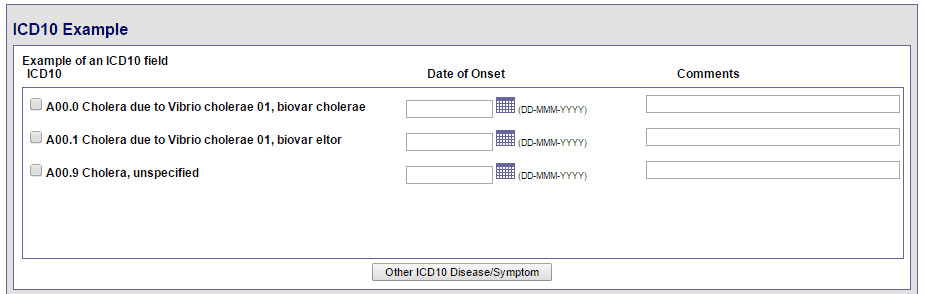 ICD10 Example
Example of an ICD10 field
ICD10 Date of Onset Comments
A00.0 Cholera due to Vibrio cholerae 01, biovar cholerae (DD-MMM-YYYY)
A00.1 Cholera due to Vibrio cholerae 01, biovar eltor (DD-MMM-YYYY)
A00.9 Cholera, unspecified (DD-MMM-YYYY)
Other ICD10 Disease/Symptom